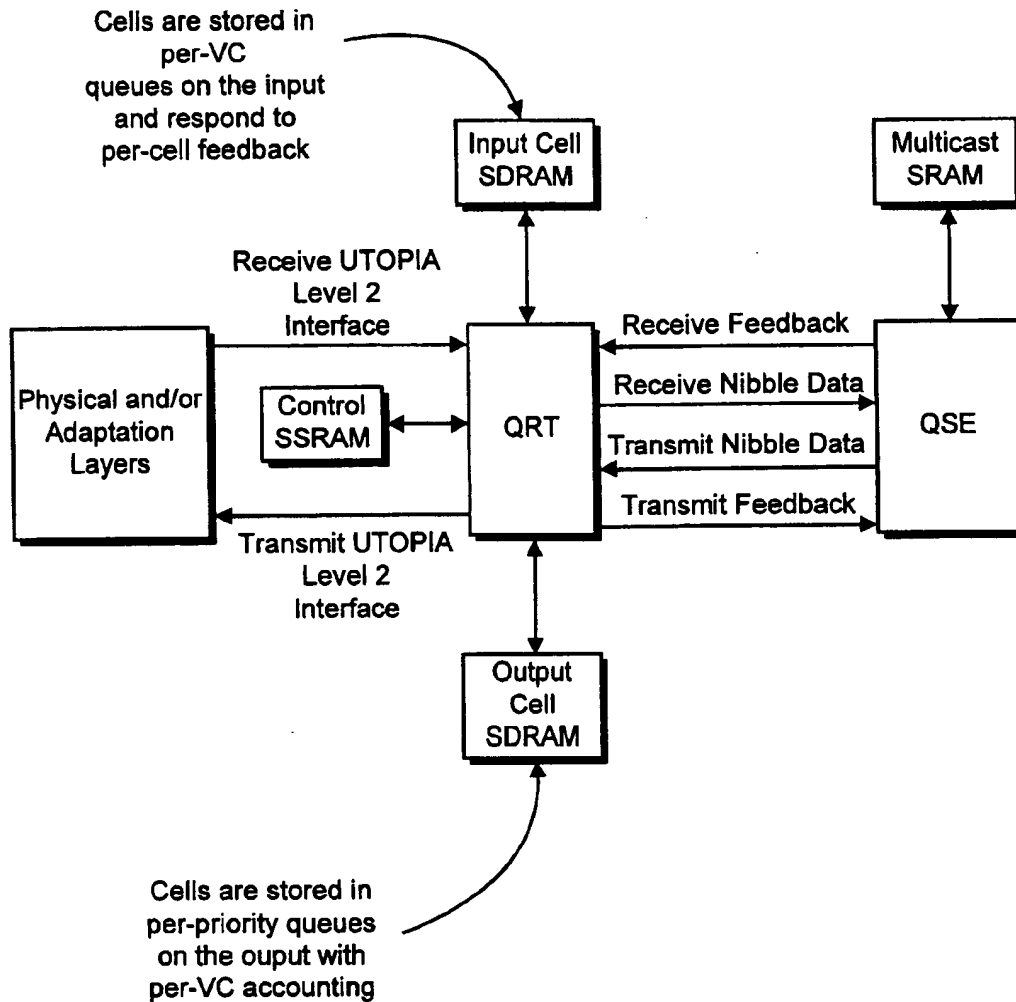 Cells are stored in
per-VC
queues on the input
and respond to
per-cell feedback
Input Cell
SDRAM
Multicast
SRAM
Receive UTOPIA
Level 2
Interface
Receive Feedback
Physical and/or
Adaptation
Layers
Control
SSRAM
QRT
Receive Nibble Data
QSE
Transmit Nibble Data
Transmit Feedback
Transmit UTOPIA
Level 2
Interface
Output
Cell
SDRAM
Cells are stored in
per-priority queues
on the ouput with
per-VC accounting